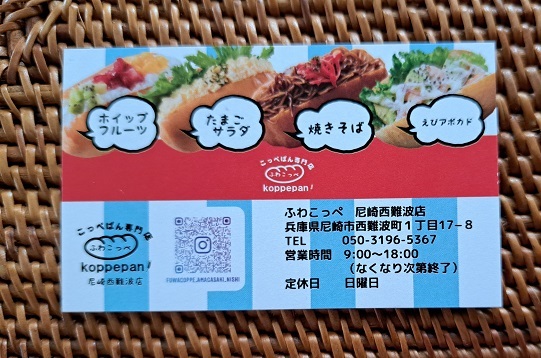 ホイップ
フルーツ
たまご
サラダ
焼きそば
えびアボカド
こっぺぱん専門店
ふわこっぺ
koppepan!
こっぺぱん専門店
ふわこっぺ
koppepan!
尼崎西難波店
FUWACOPPE_AMAGASAKI_NISHI
ふわこっぺ 尼崎西難波店
兵庫県尼崎市西難波町1丁目17−8
TEL 050-3196-5367
営業時間 9:00〜18:00
(なくなり次第終了)
定休日 日曜日